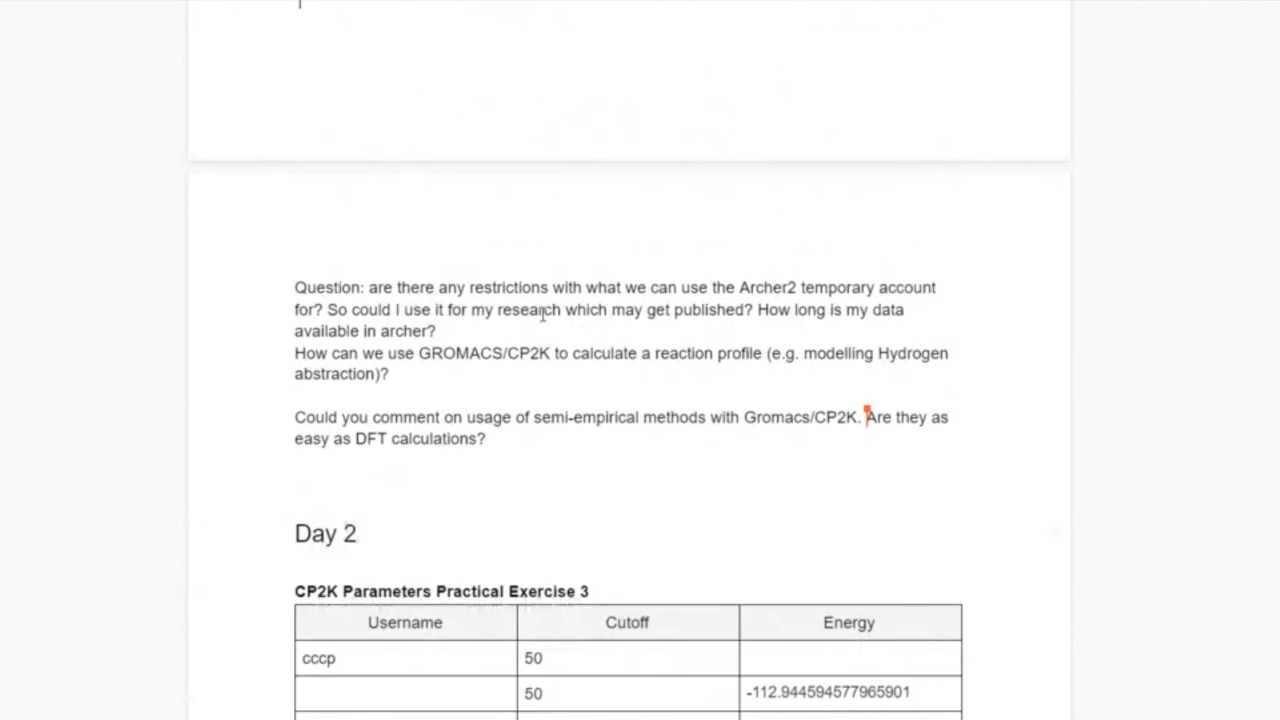 Question: are there any restrictions with what we can use the Archer2 temporary account
for? So could I use it for my research which may get published? How long is my data
available in archer?
How can we use GROMACS/CP2K to calculate a reaction profile (e.g. modelling Hydrogen
abstraction)?
Could you comment on usage of semi-empirical methods with Gromacs/CP2K. Are they as
easy as DFT calculations?
Day 2
CP2K Parameters Practical Exercise 3
Username Cutoff Energy
cccp 50
50 -112.944594577965901